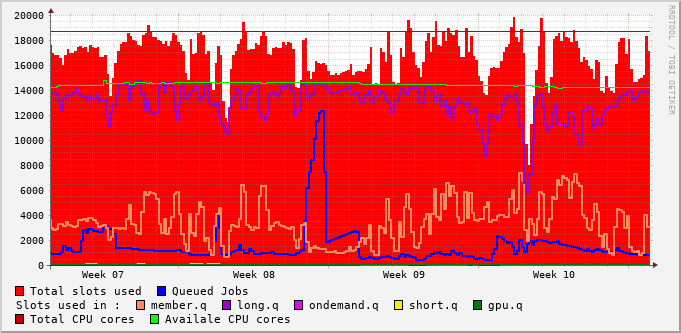 20000
18000
16000
14000
12000
10000
8000
6000
4000
2000
0
Week 07 Week 08 Week 09 Week 10
Total slots used Queued Jobs
Slots used in : member.q long.q ondemand.q short.q gpu.q
Total CPU cores Availale CPU cores
RRDTOOL / TOBI OETIKER